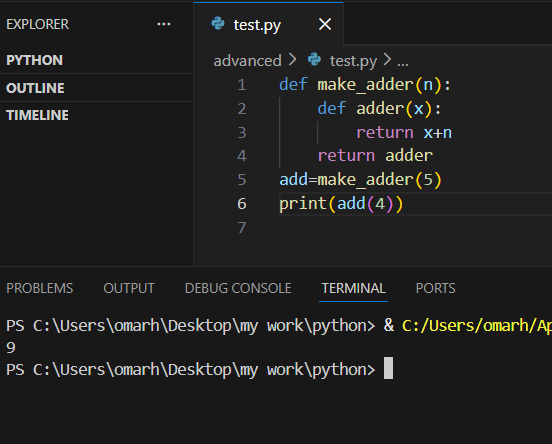 EXPLORER ...
PYTHON
OUTLINE
TIMELINE
test.py
advanced > test.py > ...
1 def make_adder(n):
2     def adder(x):
3         return x+n
4     return adder
5 add=make_adder(5)
6 print(add(4))
7
PROBLEMS OUTPUT DEBUG CONSOLE TERMINAL PORTS
PS C:\Users\omarh\Desktop\my work\python> & C:/Users/omarh/Ap
9
PS C:\Users\omarh\Desktop\my work\python>